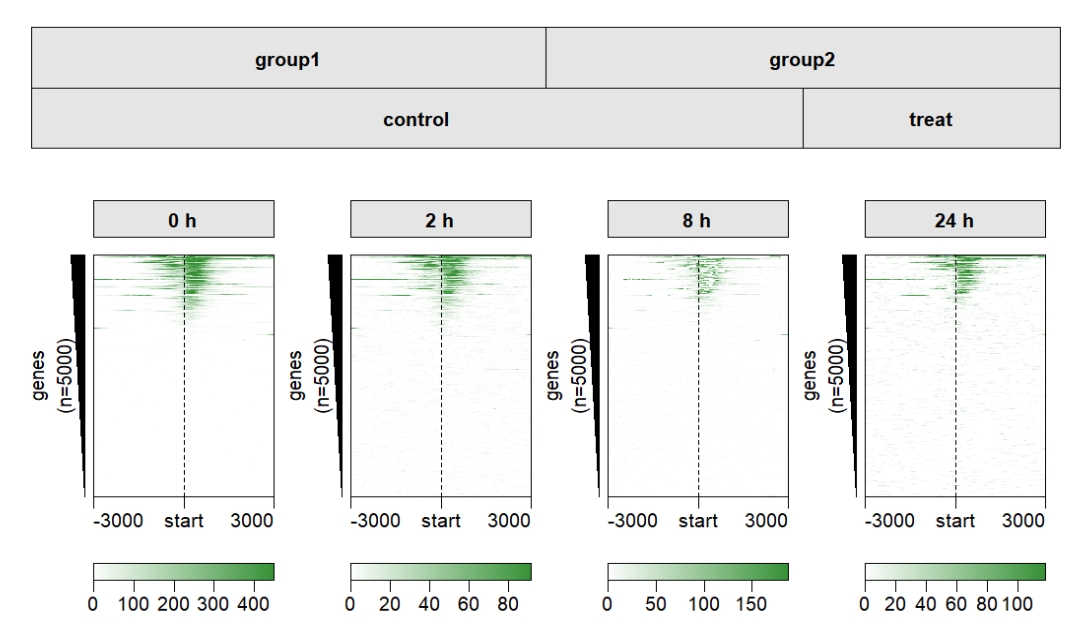 group1 group2
control treat
0 h 2 h 8 h 24 h
genes
(n=5000)
genes
(n=5000)
genes
(n=5000)
genes
(n=5000)
-3000 start 3000 -3000 start 3000 -3000 start 3000 -3000 start 3000
0 100 200 300 400 0 20 40 60 80 0 50 100 150 0 20 40 60 80 100